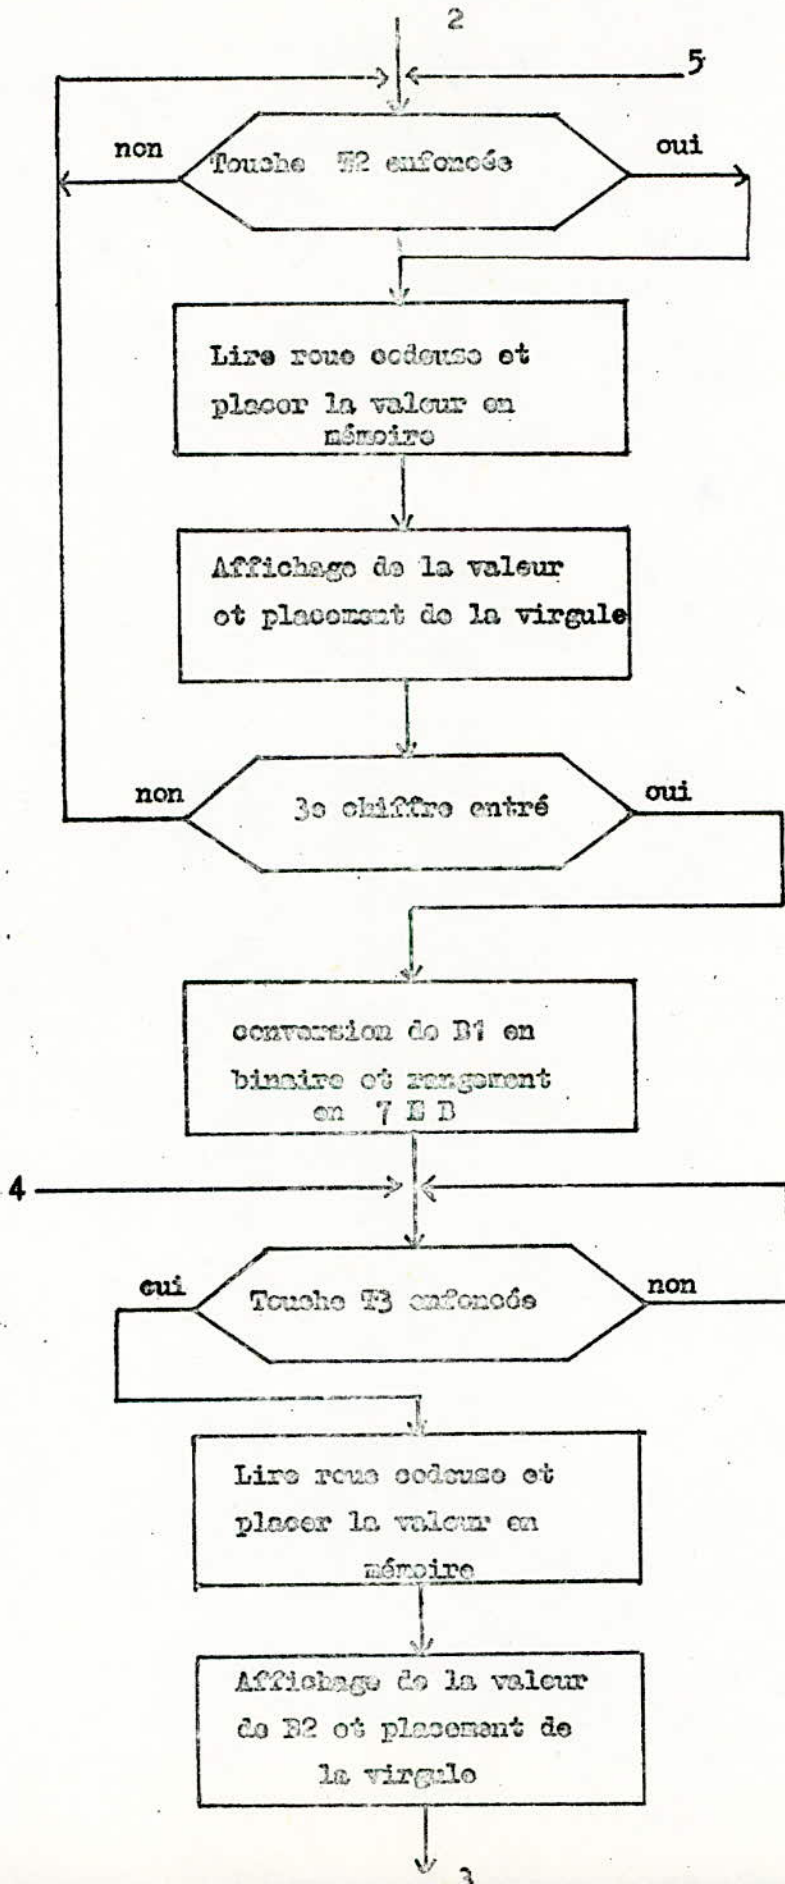 2
5
non
Touche T2 enfoncée
oui
Lire roue codeuse et
placer la valeur en
mémoire
Affichage de la valeur
et placement de la virgule
non
3e chiffre entré
oui
conversion de B1 en
binaire et rangement
en 7 E B
4
oui
Touche T3 enfoncée
non
Lire roue codeuse et
placer la valeur en
mémoire
Affichage de la valeur
de B2 et placement de
la virgule
3